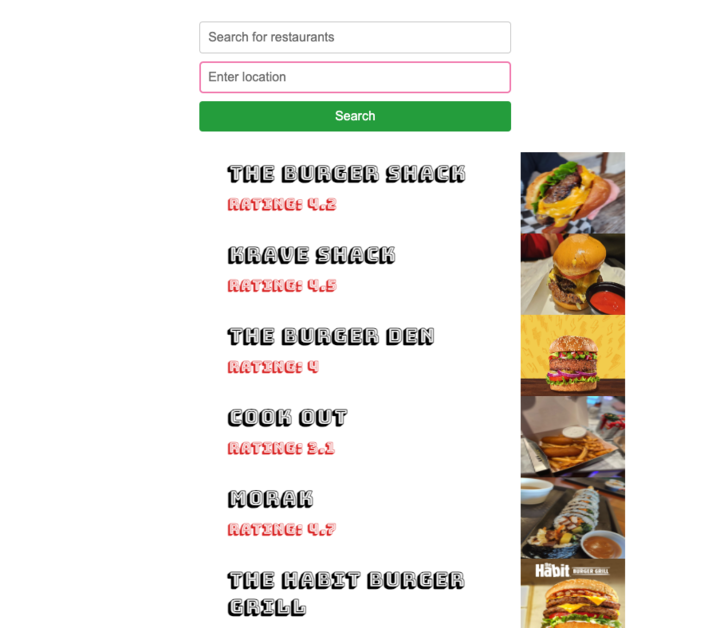 Search for restaurants
Enter location
Search
THE BURGER SHACK
RATING: 4.2
KRAVE SHACK
RATING: 4.5
THE BURGER DEN
RATING: 4
COOK OUT
RATING: 3.1
MORAK
RATING: 4.7
THE HABIT BURGER
GRILL
The Habit BURGER GRILL